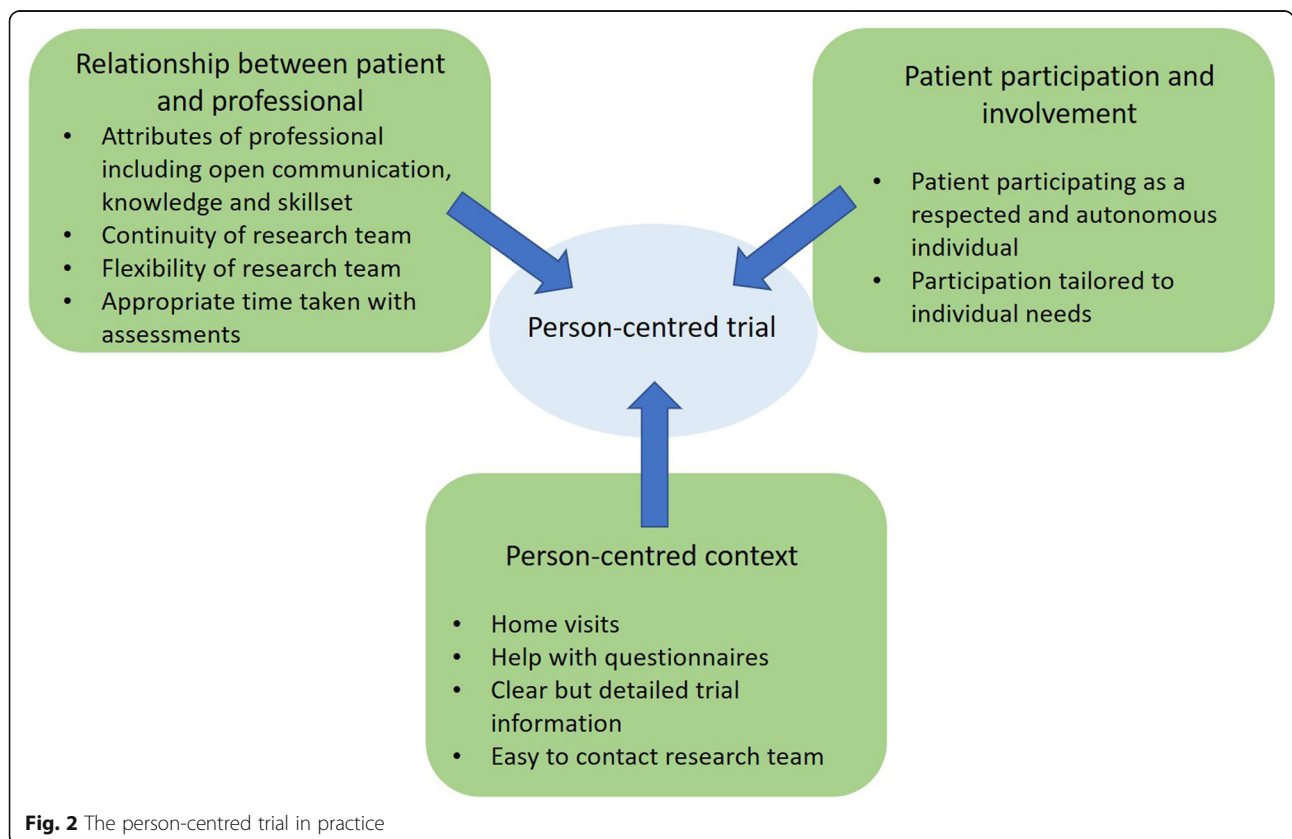 Relationship between patient
and professional
• Attributes of professional
including open communication,
knowledge and skillset
• Continuity of research team
• Flexibility of research team
• Appropriate time taken with
assessments
Patient participation and
involvement
• Patient participating as a
respected and autonomous
individual
• Participation tailored to
individual needs
Person-centred trial
Person-centred context
• Home visits
• Help with questionnaires
• Clear but detailed trial
information
• Easy to contact research team
Fig. 2 The person-centred trial in practice